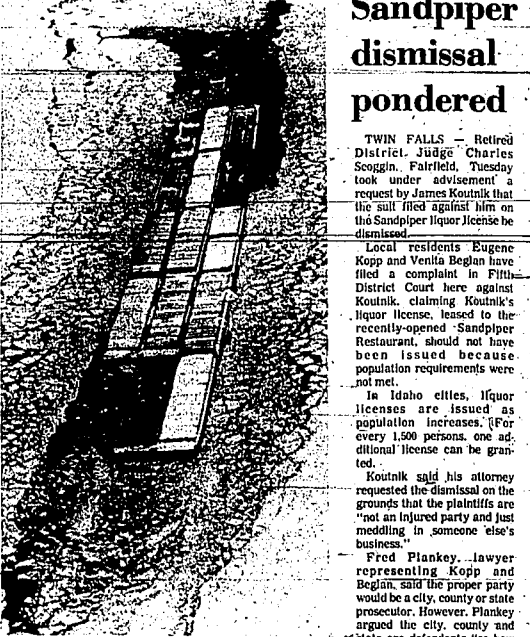 Sandpiper
dismissal
pondered
TWIN FALLS — Retired
District Judge Charles
Scoggin, Fairfield, Tuesday
took under advisement a
request by James Koutnik that
the suit filed against him on
the Sandpiper liquor license be
dismissed.
Local residents Eugene
Kopp and Venita Beglan have
filed a complaint in Fifth
District Court here against
Koutnik, claiming Koutnik's
liquor license, leased to the
recently-opened Sandpiper
Restaurant, should not have
been issued because
population requirements were
not met.
In Idaho cities, liquor
licenses are issued as
population increases. For
every 1,500 persons, one ad-
ditional license can be gran-
ted.
Koutnik said his attorney
requested the dismissal on the
grounds that the plaintiffs are
"not an injured party and just
meddling in someone else's
business."
Fred Plankey, lawyer
representing Kopp and
Beglan, said the proper party
would be a city, county or state
prosecutor. However, Plankey
argued the city, county and